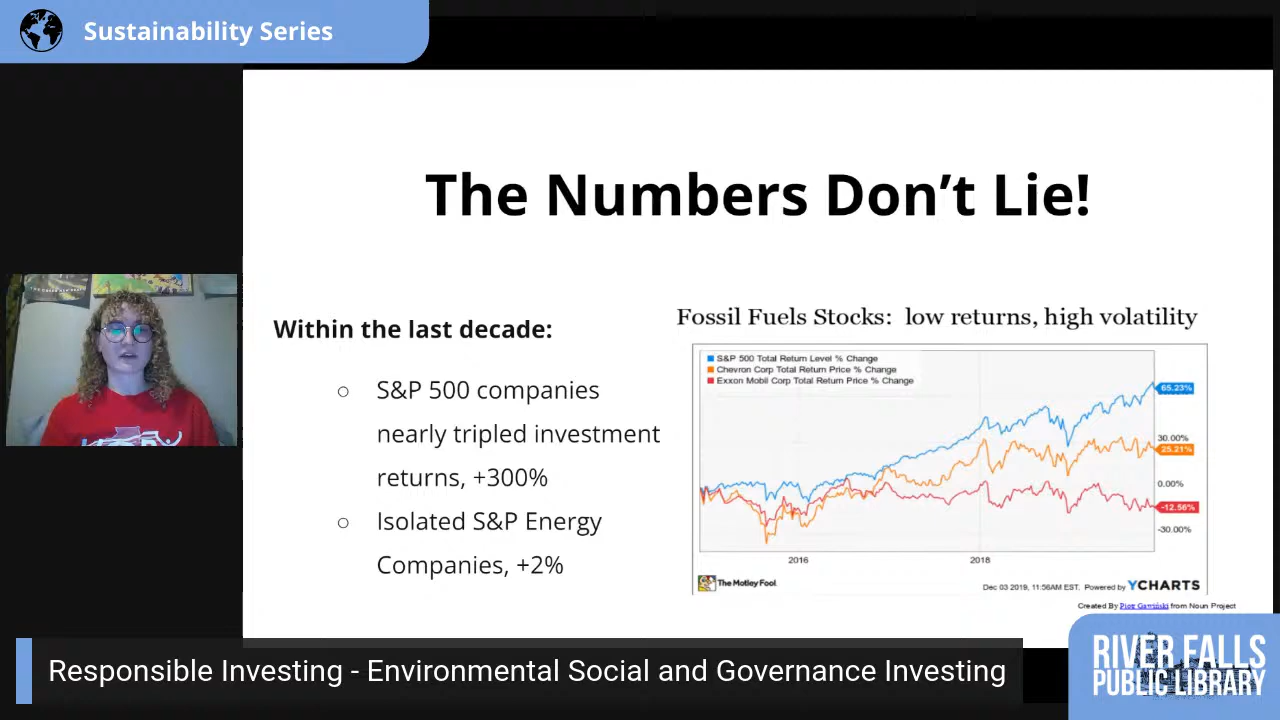 Sustainability Series
The Numbers Don't Lie!
Within the last decade:
○ S&P 500 companies
nearly tripled investment
returns, +300%
○ Isolated S&P Energy
Companies, +2%
Fossil Fuels Stocks: low returns, high volatility
S&P 500 Total Return Level % Change
Chevron Corp Total Return Price % Change
Exxon Mobil Corp Total Return Price % Change
65.23%
30.00%
25.21%
0.00%
-12.56%
-30.00%
2016
2018
The Motley Fool
Dec 03 2019, 11:56AM EST. Powered by YCHARTS
Created By Piotr Gawiński from Noun Project
Responsible Investing - Environmental Social and Governance Investing
RIVER FALLS
PUBLIC LIBRARY